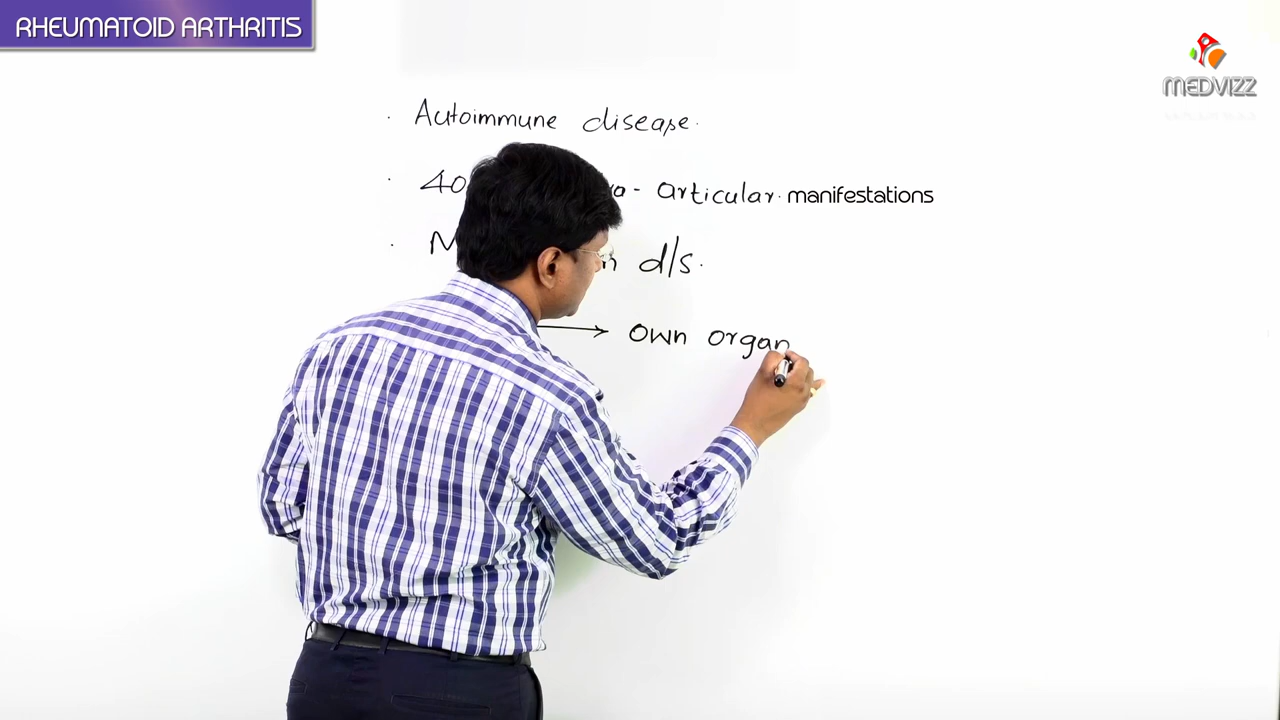 RHEUMATOID ARTHRITIS
MEDVIZZ
· Autoimmune disease.
· 40 articular. manifestations
· d/s.
→ own organ